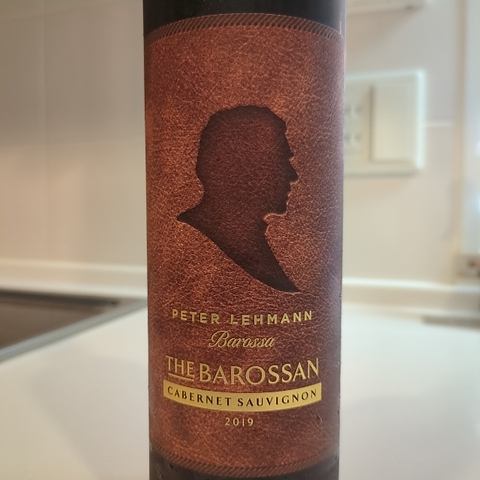 PETER LEHMANN
Barossa
THE BAROSSAN
CABERNET SAUVIGNON
2019